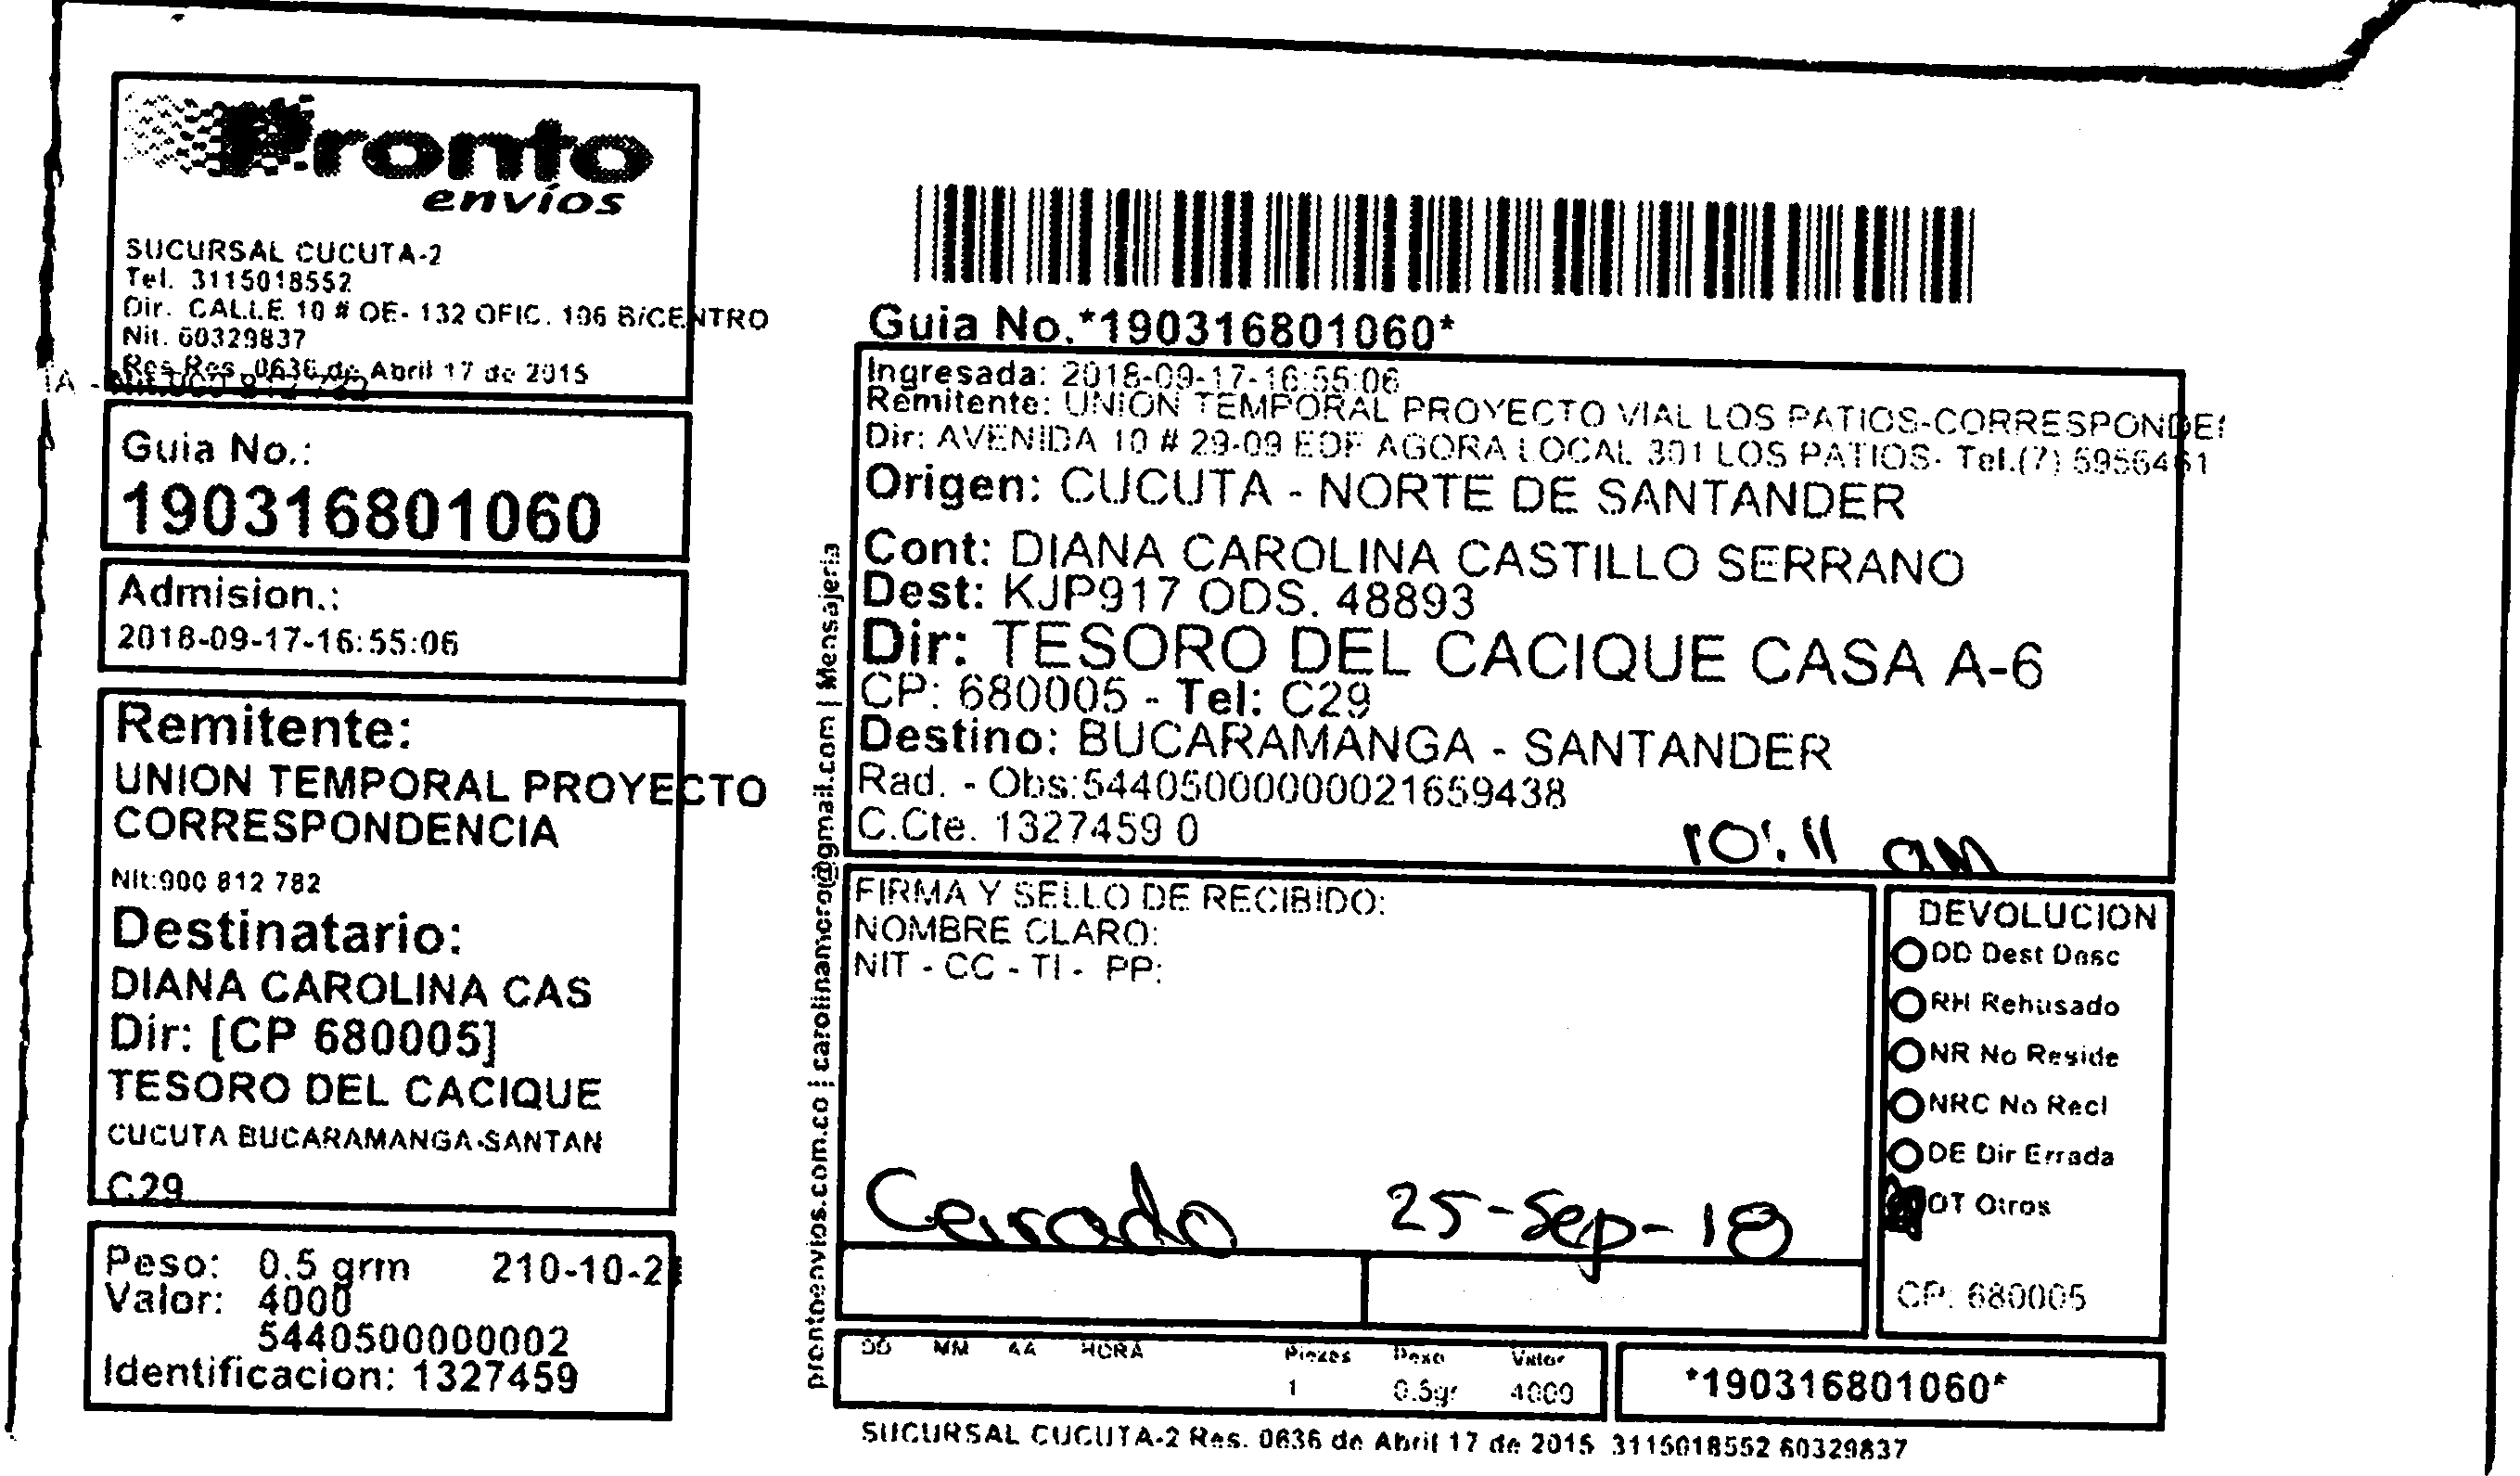 Pronto
envíos
SUCURSAL CUCUTA-2
Tel. 3115018552
Dir. CALLE 10 # OE- 132 OFIC. 106 B/CENTRO
Nit. 60329837
Res Res. 0636 de Abril 17 de 2015
Guia No.:
190316801060
Admision.:
2018-09-17-16:55:06
Remitente:
UNION TEMPORAL PROYECTO
CORRESPONDENCIA
Nit:900 812 782
Destinatario:
DIANA CAROLINA CAS
Dir: [CP 680005]
TESORO DEL CACIQUE
CUCUTA BUCARAMANGA-SANTAN
C29
Peso: 0.5 grm 210-10-2
Valor: 4000
5440500000002
Identificacion: 1327459
prontoenvios.com.co | carolinamoro@gmail.com | Mensajeria
Guia No.*190316801060*
Ingresada: 2018-09-17-16:55:06
Remitente: UNION TEMPORAL PROYECTO VIAL LOS PATIOS-CORRESPONDE
Dir: AVENIDA 10 # 29-09 EDF AGORA LOCAL 301 LOS PATIOS- Tel.(7) 5956461
Origen: CUCUTA - NORTE DE SANTANDER
Cont: DIANA CAROLINA CASTILLO SERRANO
Dest: KJP917 ODS. 48893
Dir: TESORO DEL CACIQUE CASA A-6
CP: 680005 - Tel: C29
Destino: BUCARAMANGA - SANTANDER
Rad. - Obs:54405000000021659438
C.Cte. 1327459 0
10:11 am
FIRMA Y SELLO DE RECIBIDO:
NOMBRE CLARO:
NIT - CC - TI - PP:
Cerrado 25-Sep-18
DEVOLUCION
DD Dest Desc
RH Rehusado
NR No Reside
NRC No Recl
DE Dir Errada
OT Otros
CP: 680005
DD MM AA HORA Piezas Peso Valor
1 0.5gr 4000
*190316801060*
SUCURSAL CUCUTA-2 Res. 0636 de Abril 17 de 2015 3115018552 60329837